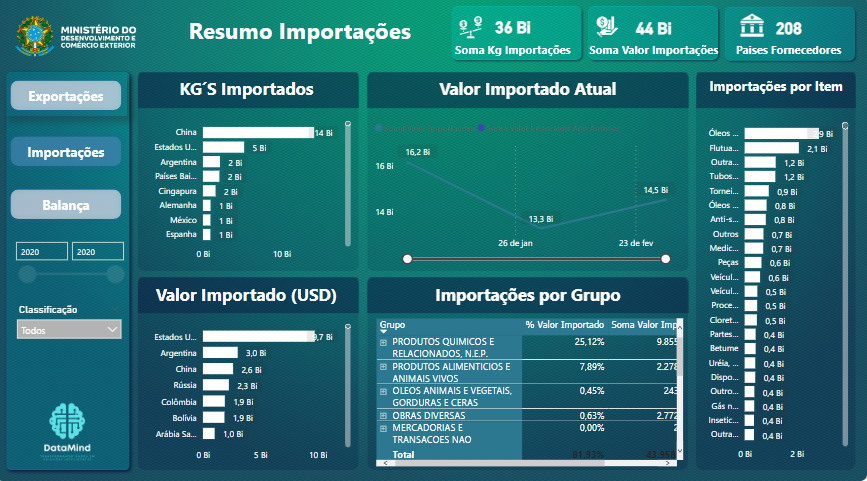 MINISTÉRIO DO
DESENVOLVIMENTO E
COMÉRCIO EXTERIOR
Resumo Importações
36 Bi
Soma Kg Importações
44 Bi
Soma Valor Importações
208
Paises Fornecedores
Exportações
Importações
Balança
2020 2020
Classificação
Todos
DataMind
KG´S Importados
China 14 Bi
Estados U... 5 Bi
Argentina 2 Bi
Países Bai... 2 Bi
Cingapura 2 Bi
Alemanha 1 Bi
México 1 Bi
Espanha 1 Bi
0 Bi 10 Bi
Valor Importado Atual
16 Bi
14 Bi
16,2 Bi
13,3 Bi
14,5 Bi
26 de jan 23 de fev
Valor Importado (USD)
Estados U... ,7 Bi
Argentina 3,0 Bi
China 2,6 Bi
Rússia 2,3 Bi
Colômbia 1,9 Bi
Bolívia 1,9 Bi
Arábia Sa... 1,0 Bi
0 Bi 5 Bi 10 Bi
Importações por Grupo
Grupo % Valor Importado Soma Valor Imp
PRODUTOS QUIMICOS E
RELACIONADOS, N.E.P. 25,12% 9.855
PRODUTOS ALIMENTICIOS E
ANIMAIS VIVOS 7,89% 2.278
OLEOS ANIMAIS E VEGETAIS,
GORDURAS E CERAS 0,45% 243
OBRAS DIVERSAS 0,63% 2.772
MERCADORIAS E
TRANSACOES NAO 0,00% 2
Total 81,93% 43.958
Importações por Item
Óleos ... 9 Bi
Flutua... 2,1 Bi
Outra... 1,2 Bi
Tubos... 1,2 Bi
Tornei... 0,9 Bi
Óleos ... 0,8 Bi
Anti-s... 0,8 Bi
Outros 0,7 Bi
Medic... 0,7 Bi
Peças 0,6 Bi
Veícul... 0,6 Bi
Veícul... 0,5 Bi
Proce... 0,5 Bi
Cloret... 0,5 Bi
Partes... 0,4 Bi
Betume 0,4 Bi
Uréia, ... 0,4 Bi
Dispo... 0,4 Bi
Outro... 0,4 Bi
Gás n... 0,4 Bi
Insetic... 0,4 Bi
Outra... 0,4 Bi
0 Bi 2 Bi